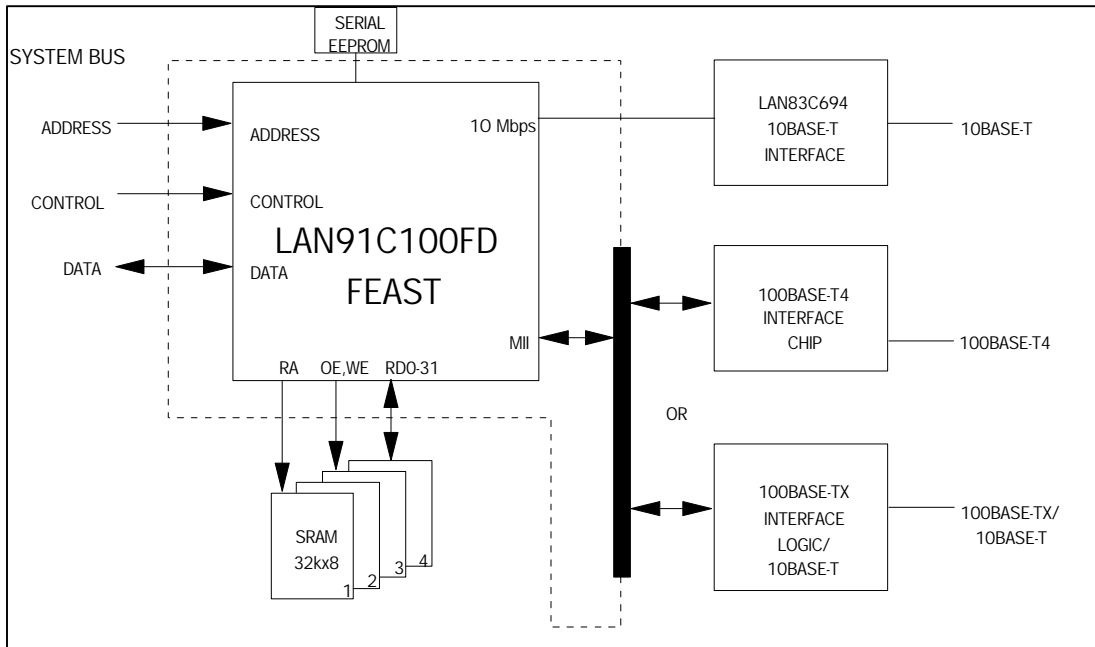 SERIAL
EEPROM
SYSTEM BUS
ADDRESS
CONTROL
DATA
ADDRESS
CONTROL
DATA
10 Mbps
LAN91C100FD
FEAST
MII
RA
OE,WE
RD0-31
SRAM
32kx8
1
2
3
4
LAN83C694
10BASE-T
INTERFACE
10BASE-T
100BASE-T4
INTERFACE
CHIP
100BASE-T4
OR
100BASE-TX
INTERFACE
LOGIC/
10BASE-T
100BASE-TX/
10BASE-T